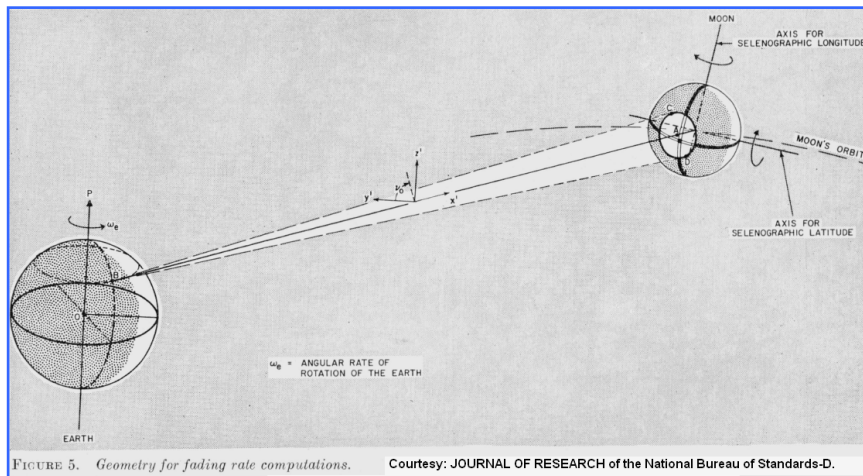 MOON
AXIS FOR
SELENOGRAPHIC LONGITUDE
C
A
D
MOON'S ORBIT
AXIS FOR
SELENOGRAPHIC LATITUDE
z'
y'
ν₀
x'
P
ωe
B
O
ωe = ANGULAR RATE OF
ROTATION OF THE EARTH
EARTH
FIGURE 5. Geometry for fading rate computations.
Courtesy: JOURNAL OF RESEARCH of the National Bureau of Standards-D.